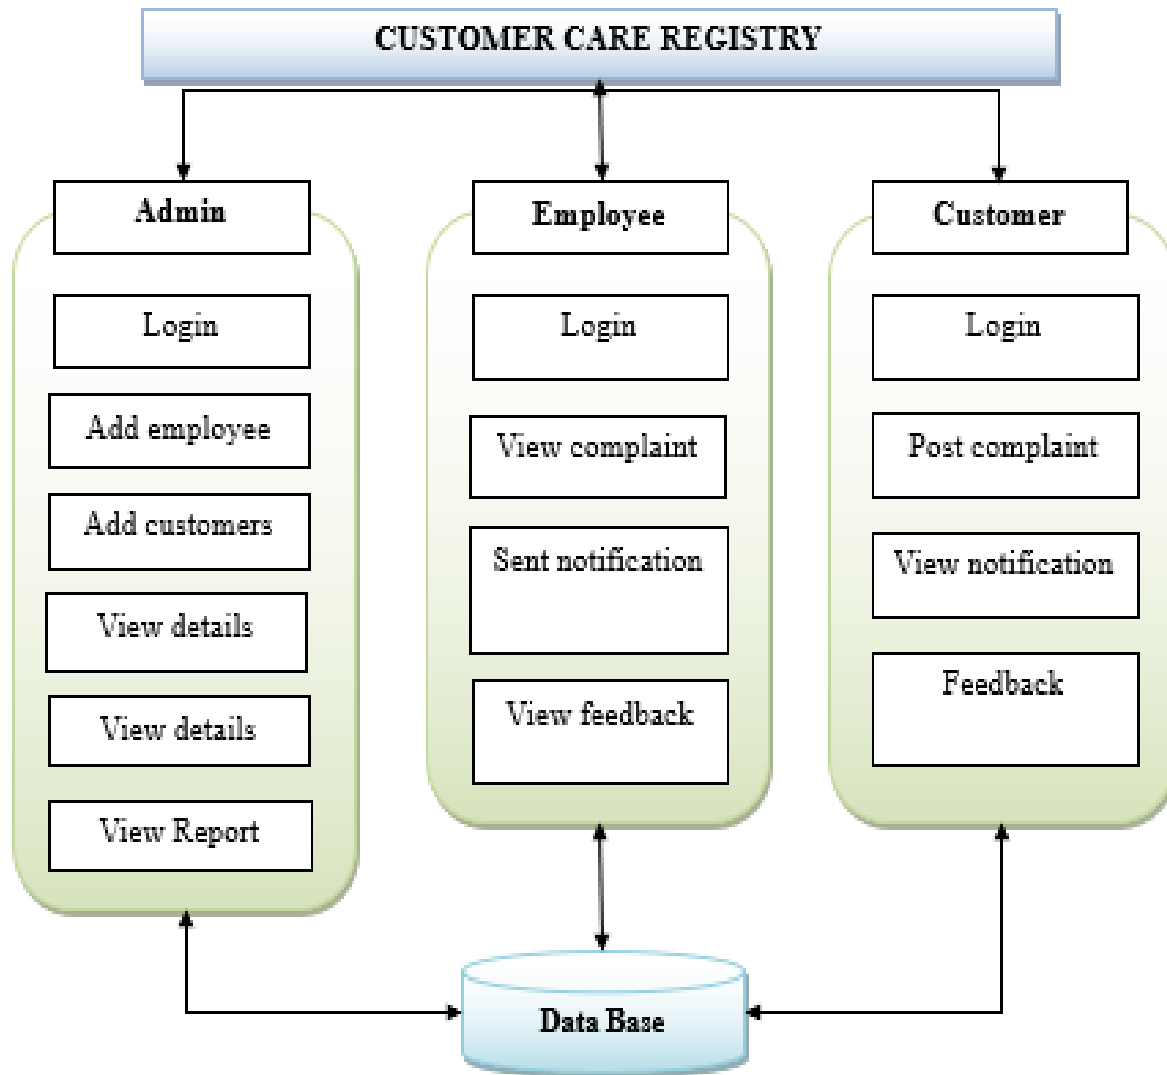 CUSTOMER CARE REGISTRY
Admin
Login
Add employee
Add customers
View details
View details
View Report
Employee
Login
View complaint
Sent notification
View feedback
Customer
Login
Post complaint
View notification
Feedback
Data Base